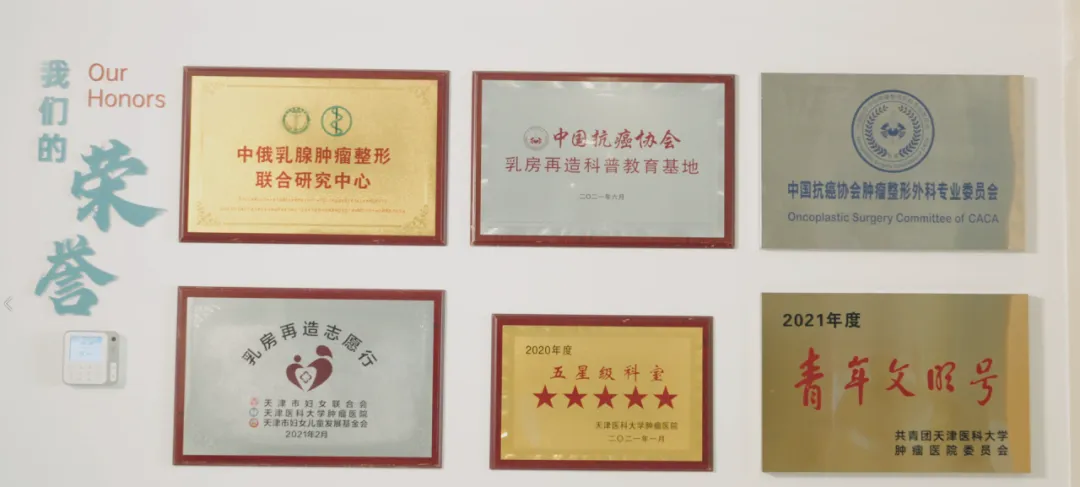 我们的
荣誉
Our
Honors
中俄乳腺肿瘤整形
联合研究中心
中国抗癌协会
乳房再造科普教育基地
二〇二一年六月
中国抗癌协会肿瘤整形外科专业委员会
Oncoplastic Surgery Committee of CACA
乳房再造志愿行
天津市妇女联合会
天津医科大学肿瘤医院
天津市妇女儿童发展基金会
2021年2月
2020年度
五星级科室
天津医科大学肿瘤医院
二〇二一年一月
2021年度
青年文明号
共青团天津医科大学
肿瘤医院委员会